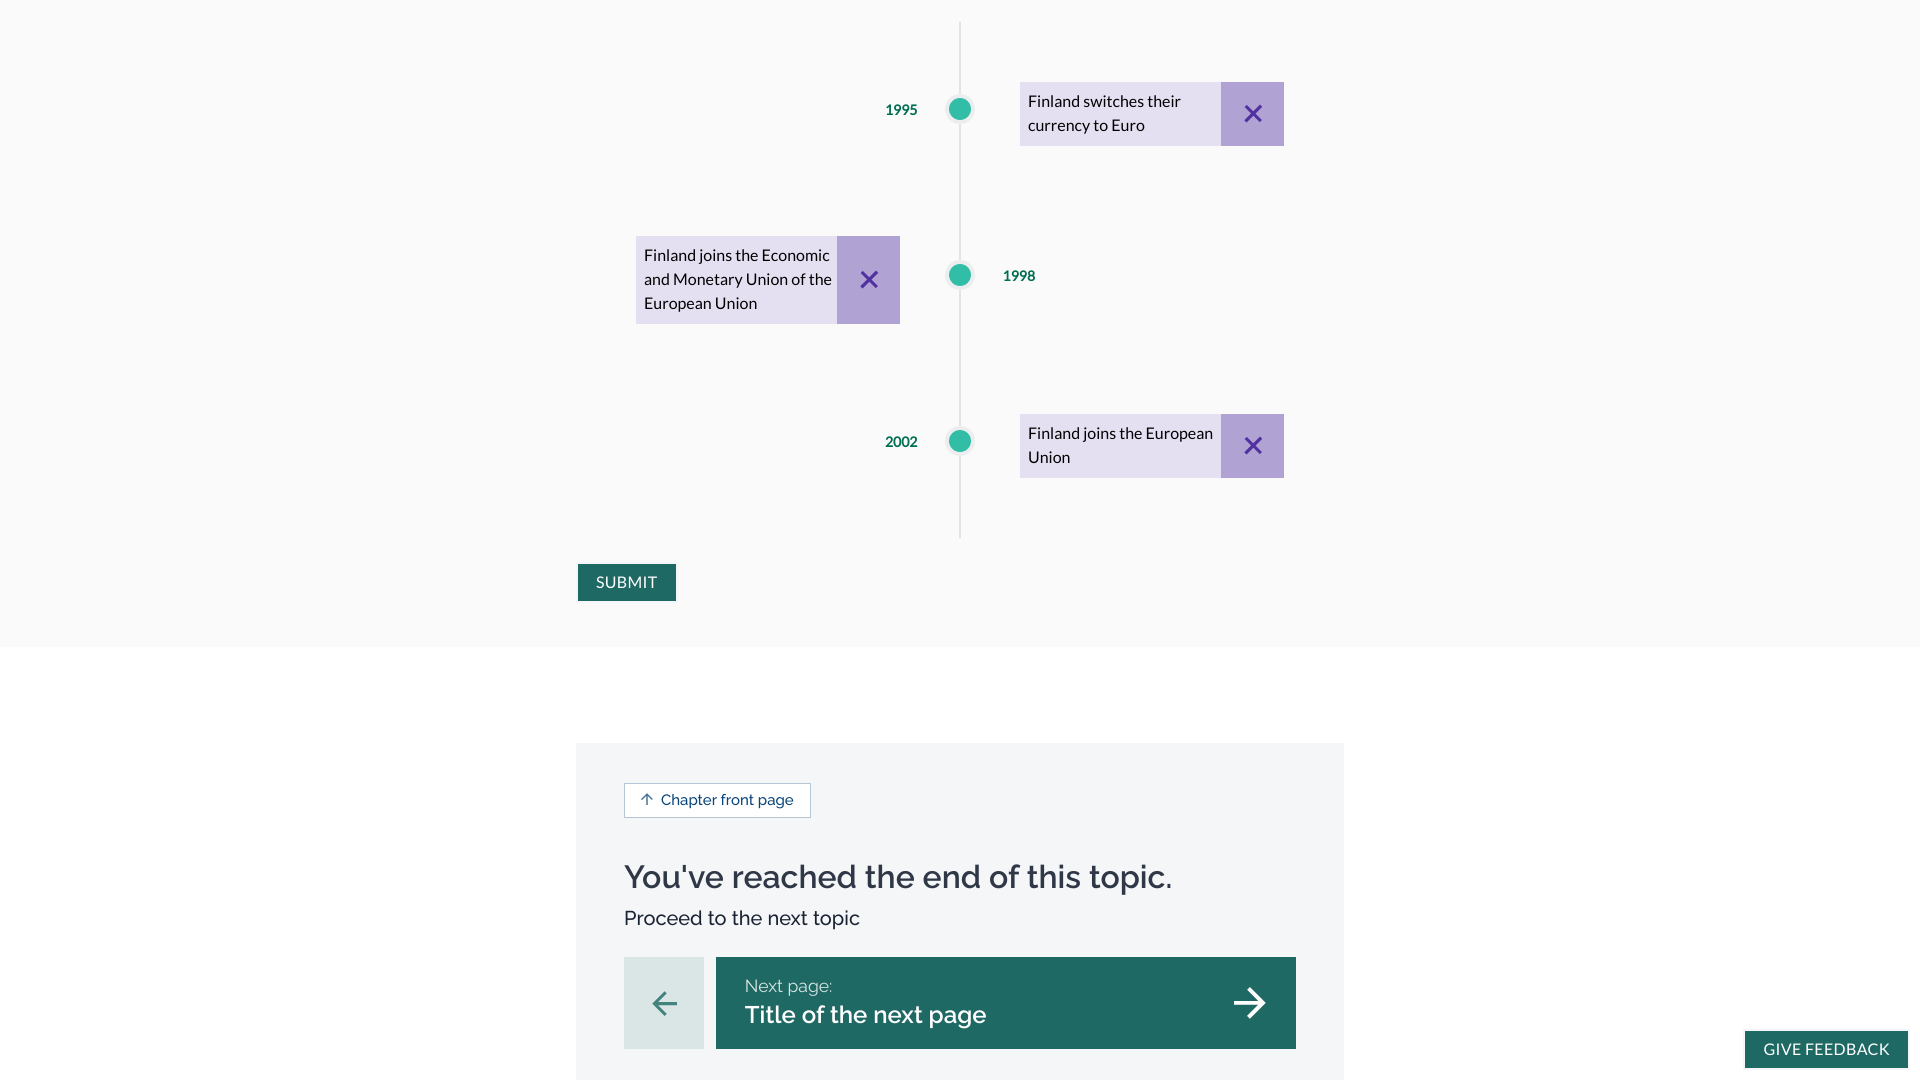 1995
Finland switches their
currency to Euro
Finland joins the Economic
and Monetary Union of the
European Union
1998
2002
Finland joins the European
Union
SUBMIT
Chapter front page
You've reached the end of this topic.
Proceed to the next topic
Next page:
Title of the next page
GIVE FEEDBACK